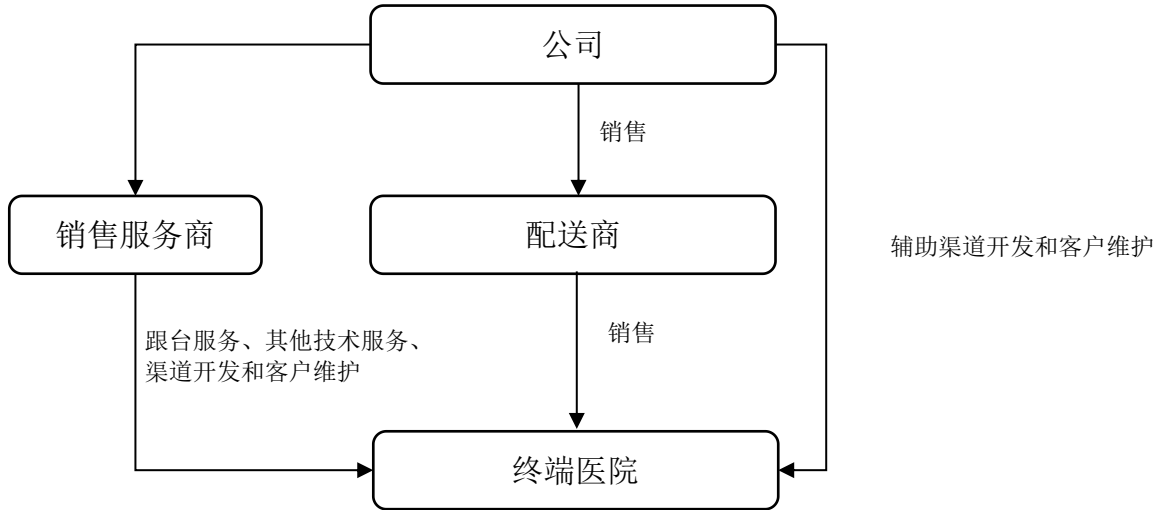 公司
销售
销售服务商
配送商
辅助渠道开发和客户维护
销售
跟台服务、其他技术服务、
渠道开发和客户维护
终端医院